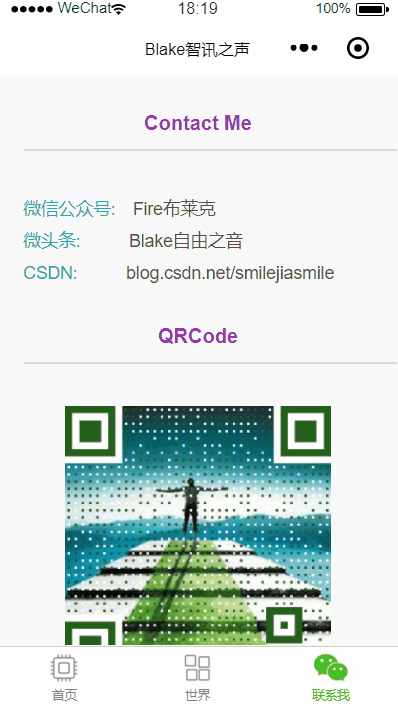 WeChat 18:19 100%
Blake智讯之声
Contact Me
微信公众号: Fire布莱克
微头条: Blake自由之音
CSDN: blog.csdn.net/smilejiasmile
QRCode
首页 世界 联系我